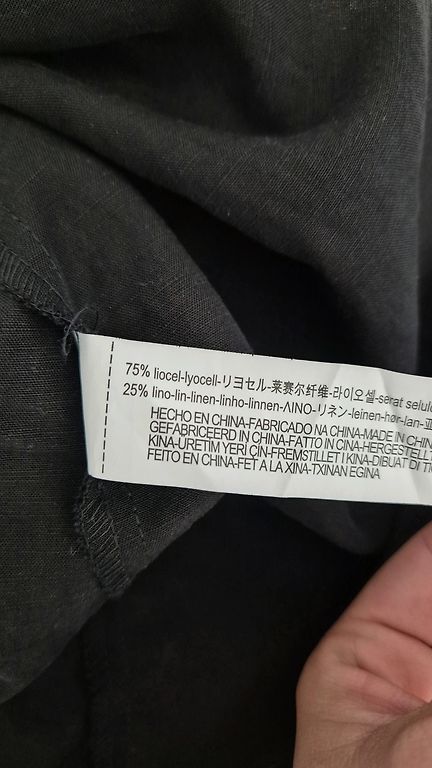 75% liocel-lyocell-リヨセル-莱赛尔纤维-라이오셀-serat selulo
25% lino-lin-linen-linho-linnen-ΛΙΝΟ-リネン-leinen-hør-lan-亚
HECHO EN CHINA-FABRICADO NA CHINA-MADE IN CHIN
GEFABRICEERD IN CHINA-FATTO IN CINA-HERGESTELLT
KINA-URETIM YERİ ÇİN-FREMSTILLET I KINA-DIBUAT DI
FEITO EN CHINA-FET A LA XINA-TXINAN EGINA